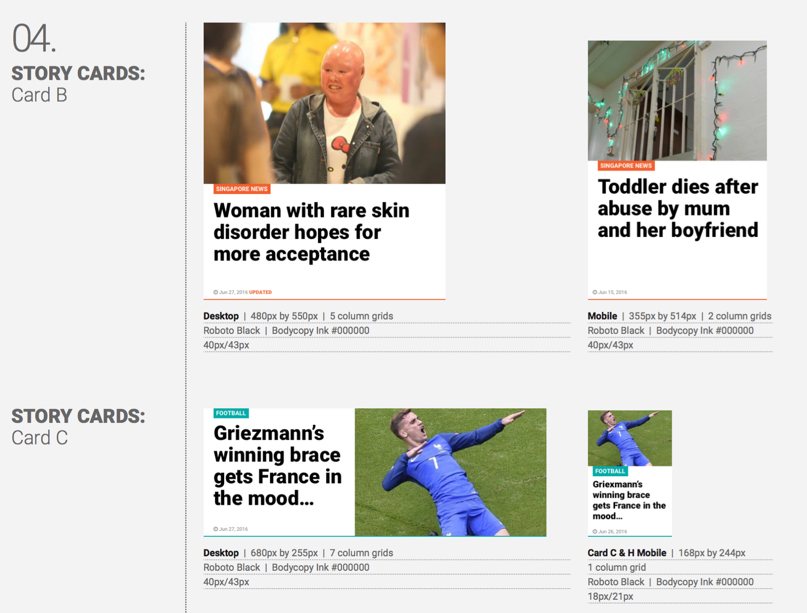 04.
STORY CARDS:
Card B
SINGAPORE NEWS
Woman with rare skin
disorder hopes for
more acceptance
Jun 27, 2016 UPDATED
Desktop | 480px by 550px | 5 column grids
Roboto Black | Bodycopy Ink #000000
40px/43px
SINGAPORE NEWS
Toddler dies after
abuse by mum
and her boyfriend
Jun 15, 2016
Mobile | 355px by 514px | 2 column grids
Roboto Black | Bodycopy Ink #000000
40px/43px
STORY CARDS:
Card C
FOOTBALL
Griezmann’s
winning brace
gets France in
the mood...
Jun 27, 2016
7
Desktop | 680px by 255px | 7 column grids
Roboto Black | Bodycopy Ink #000000
40px/43px
7
FOOTBALL
Griexmann’s
winning brace
gets France in the
mood...
Jun 26, 2016
Card C & H Mobile | 168px by 244px
1 column grid
Roboto Black | Bodycopy Ink #000000
18px/21px